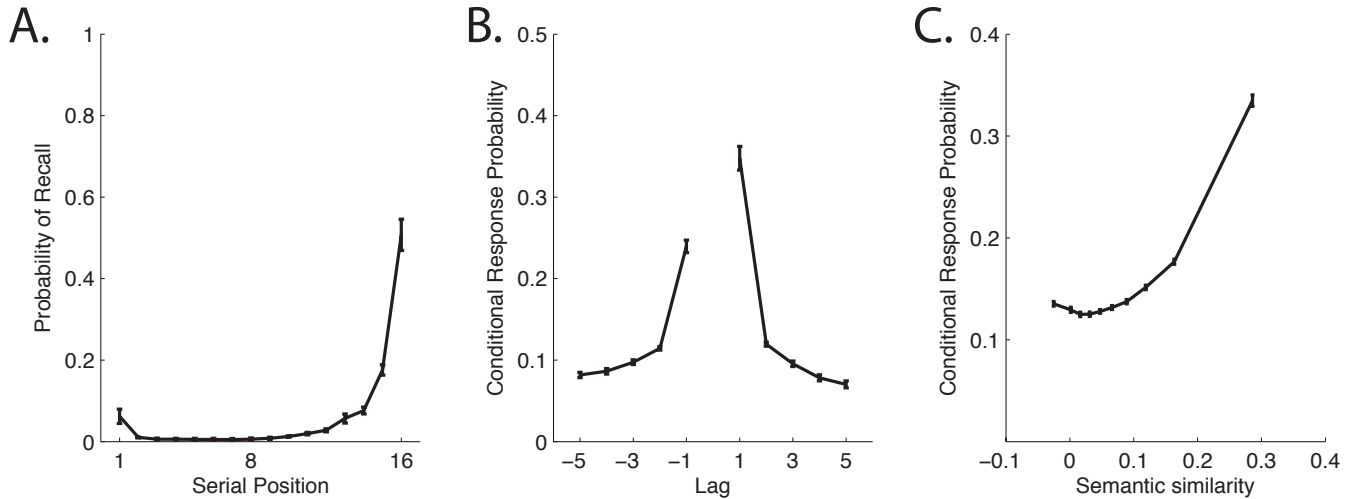 A.
Probability of Recall
1
0.8
0.6
0.4
0.2
0
1 8 16
Serial Position
B.
Conditional Response Probability
0.5
0.4
0.3
0.2
0.1
0
−5 −3 −1 1 3 5
Lag
C.
Conditional Response Probability
0.4
0.3
0.2
0.1
−0.1 0 0.1 0.2 0.3 0.4
Semantic similarity